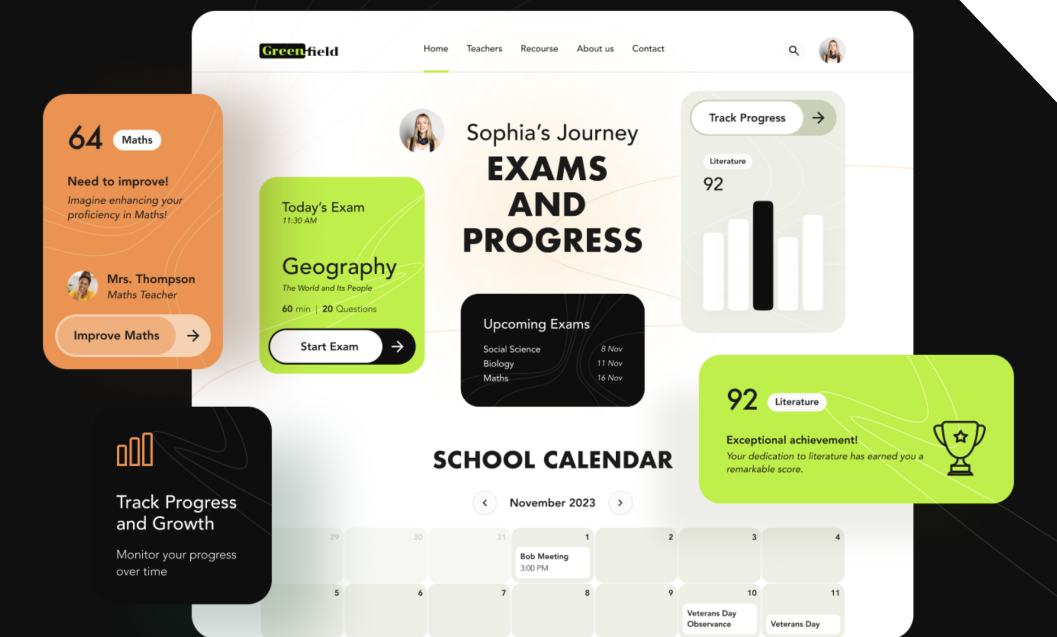 Greenfield
Home Teachers Recourse About us Contact
64 Maths
Need to improve!
Imagine enhancing your
proficiency in Maths!
Mrs. Thompson
Maths Teacher
Improve Maths
Today's Exam
11:30 AM
Geography
The World and Its People
60 min | 20 Questions
Start Exam
Sophia's Journey
EXAMS
AND
PROGRESS
Upcoming Exams
Social Science 8 Nov
Biology 11 Nov
Maths 16 Nov
Track Progress
Literature
92
92 Literature
Exceptional achievement!
Your dedication to literature has earned you a
remarkable score.
Track Progress
and Growth
Monitor your progress
over time
SCHOOL CALENDAR
November 2023
29 30 31 1 2 3 4
Bob Meeting
3:00 PM
5 6 7 8 9 10 11
Veterans Day
Observance
Veterans Day